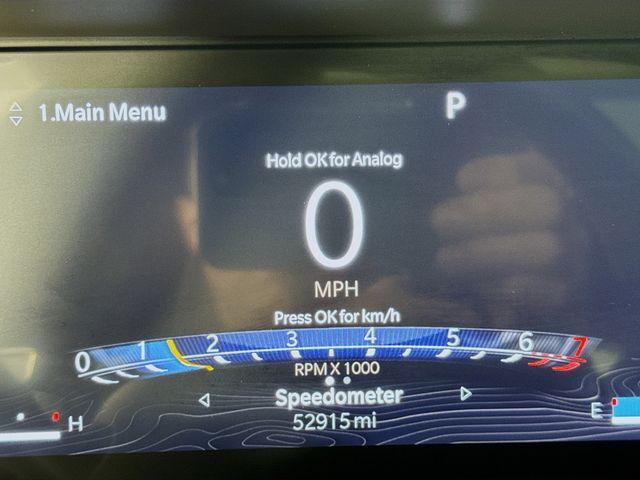 1.Main Menu
P
Hold OK for Analog
0
MPH
Press OK for km/h
0 1 2 3 4 5 6 7
RPM X 1000
Speedometer
52915 mi
H
E